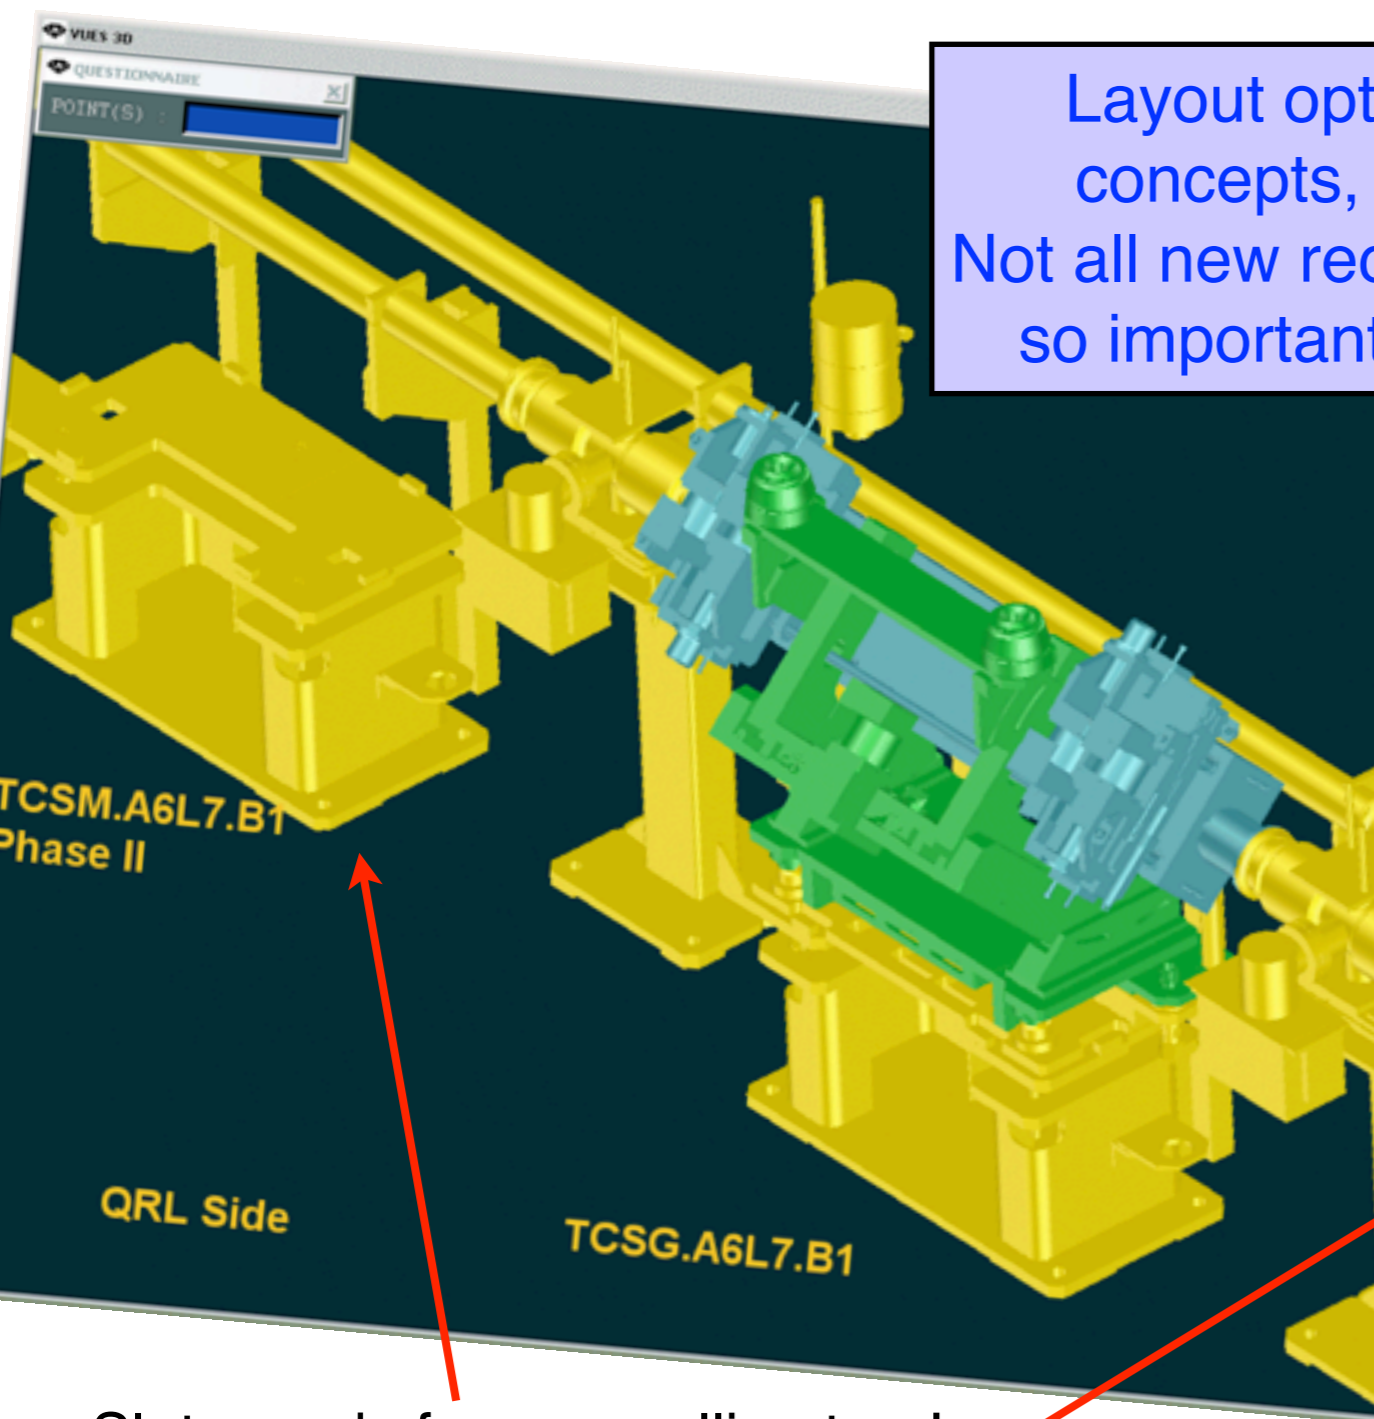 VUES 3D
QUESTIONNAIRE
POINT(S) :
Layout opt
concepts,
Not all new rec
so important
TCSM.A6L7.B1
Phase II
QRL Side
TCSG.A6L7.B1